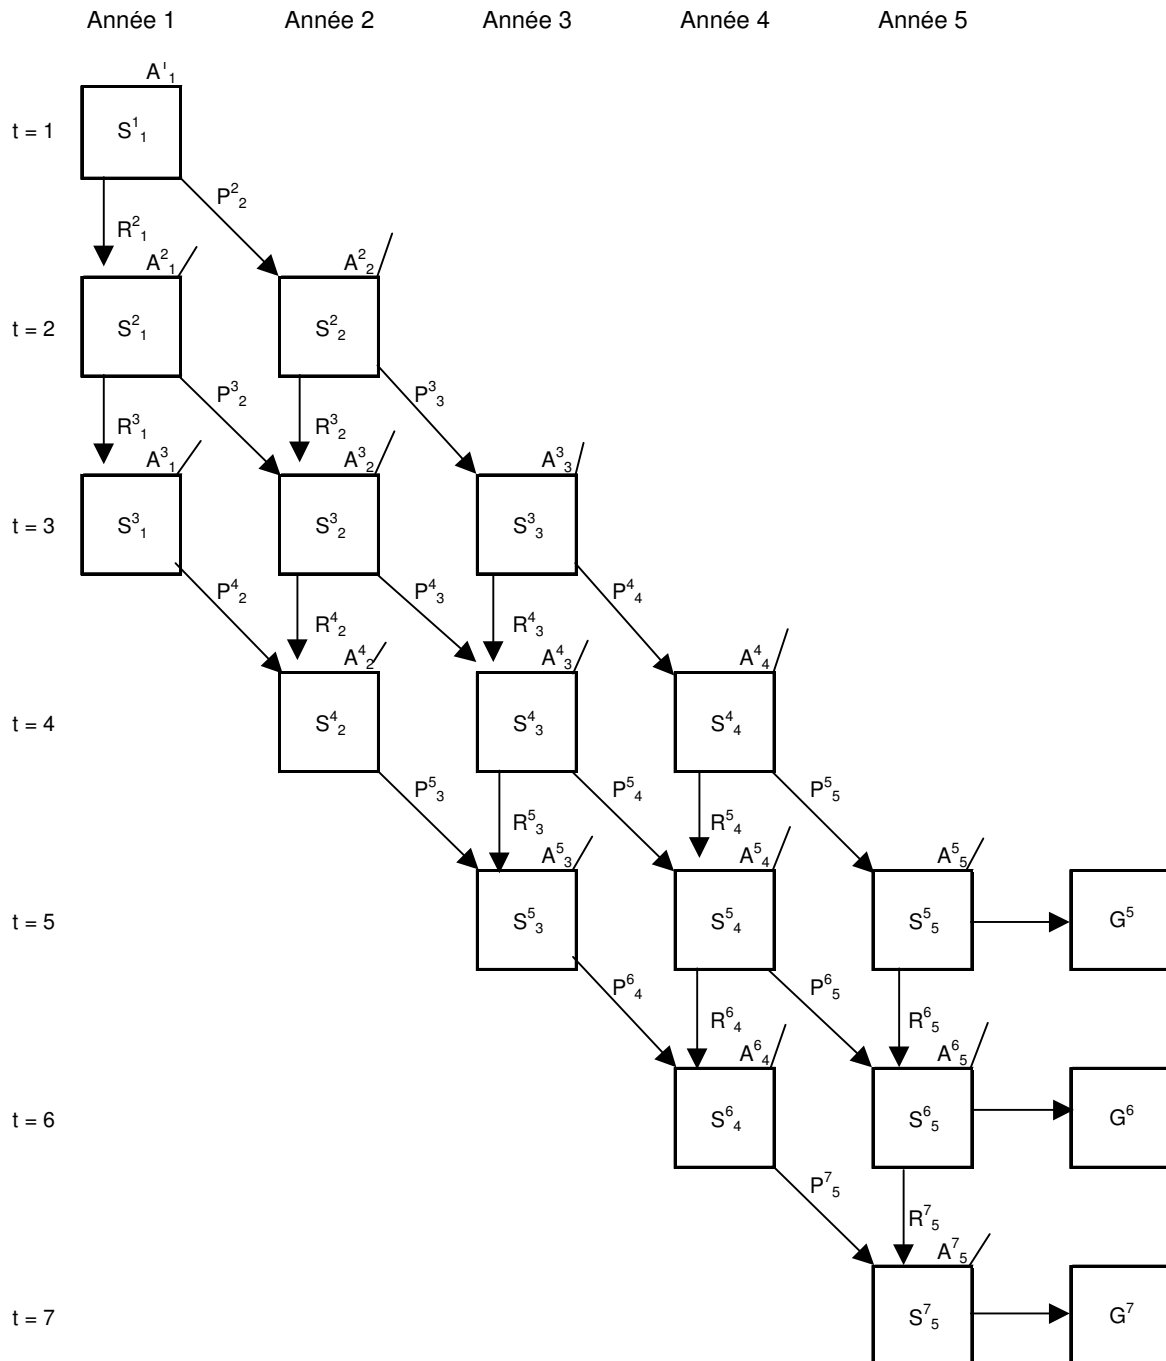 Année 1 Année 2 Année 3 Année 4 Année 5
A'₁
t = 1 S¹₁
P²₂
R²₁
A²₁ A²₂
t = 2 S²₁ S²₂
P³₂ P³₃
R³₁ R³₂
A³₁ A³₂ A³₃
t = 3 S³₁ S³₂ S³₃
P⁴₂ P⁴₃ P⁴₄
R⁴₂ R⁴₃
A⁴₂ A⁴₃ A⁴₄
t = 4 S⁴₂ S⁴₃ S⁴₄
P⁵₃ P⁵₄ P⁵₅
R⁵₃ R⁵₄
A⁵₃ A⁵₄ A⁵₅
t = 5 S⁵₃ S⁵₄ S⁵₅ G⁵
P⁶₄ P⁶₅
R⁶₄ R⁶₅
A⁶₄ A⁶₅
t = 6 S⁶₄ S⁶₅ G⁶
P⁷₅
R⁷₅
A⁷₅
t = 7 S⁷₅ G⁷